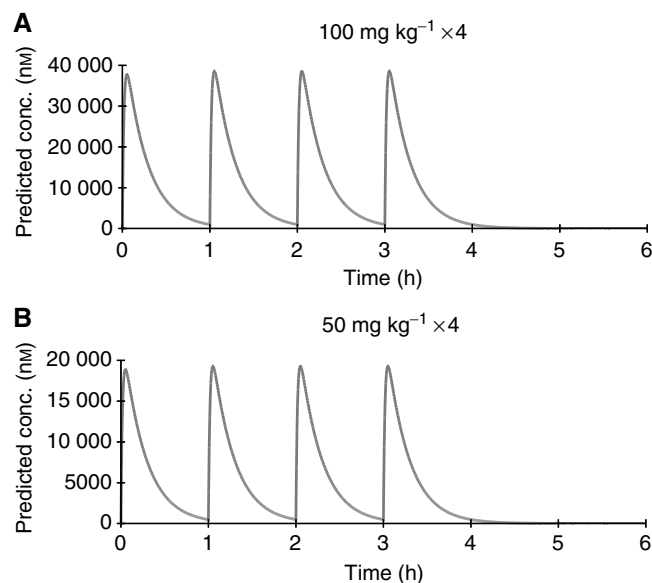 A
100 mg kg⁻¹ ×4
Predicted conc. (nM)
40 000
30 000
20 000
10 000
0
0 1 2 3 4 5 6
Time (h)
B
50 mg kg⁻¹ ×4
Predicted conc. (nM)
20 000
15 000
10 000
5000
0
0 1 2 3 4 5 6
Time (h)